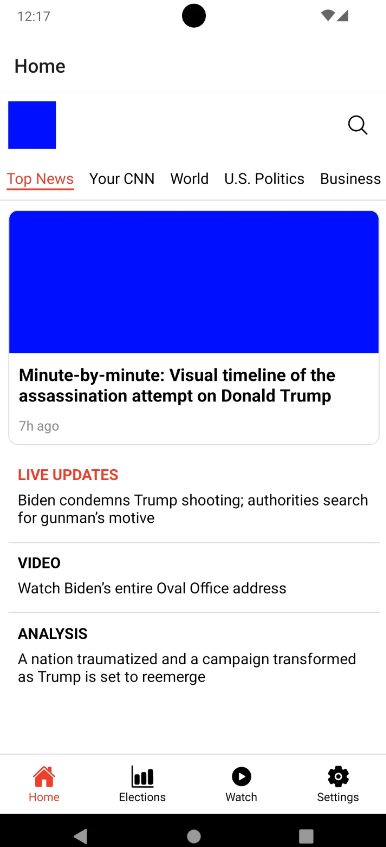 12:17
Home
Top News Your CNN World U.S. Politics Business
Minute-by-minute: Visual timeline of the
assassination attempt on Donald Trump
7h ago
LIVE UPDATES
Biden condemns Trump shooting; authorities search
for gunman’s motive
VIDEO
Watch Biden’s entire Oval Office address
ANALYSIS
A nation traumatized and a campaign transformed
as Trump is set to reemerge
Home Elections Watch Settings